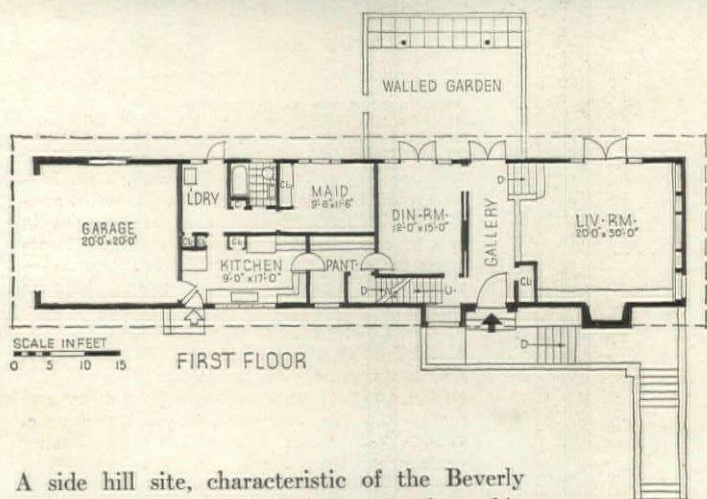 WALLED GARDEN
LDRY
CL.
MAID
9'-6"x11'-6"
DIN·RM·
12'-0"x15'-0"
GALLERY
D
LIV·RM·
20'-0"x30'-0"
GARAGE
20'-0"x20'-0"
CL.
CL.
KITCHEN
9'-0"x17'-0"
PANT·
CL.
D
U
D
SCALE IN FEET
0 5 10 15
FIRST FLOOR
A side hill site, characteristic of the Beverly